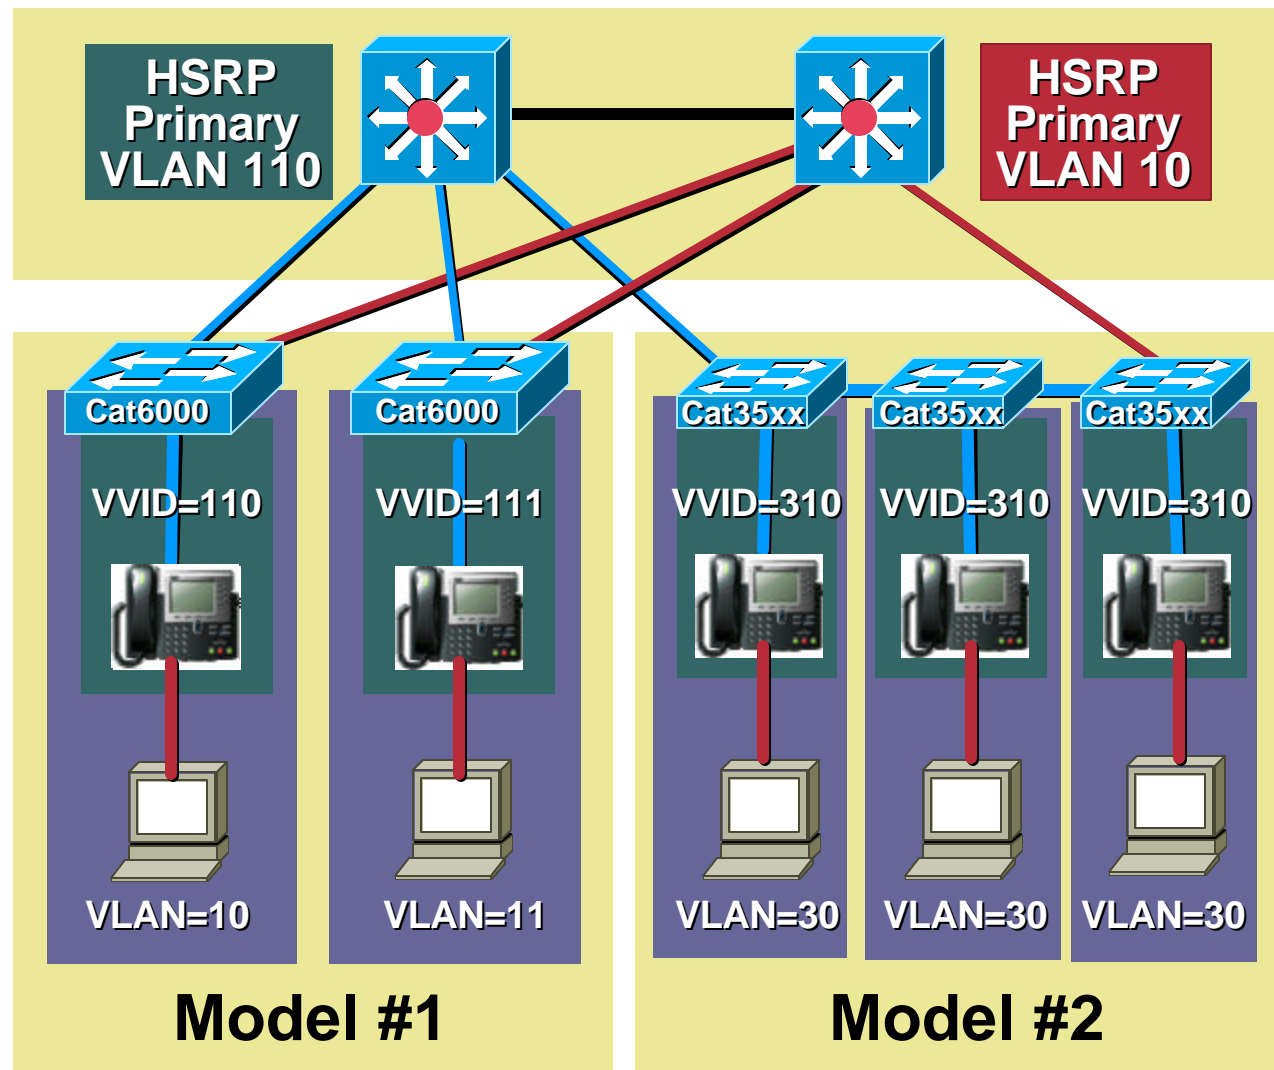 HSRP
Primary
VLAN 110
HSRP
Primary
VLAN 10
Cat6000
Cat6000
Cat35xx
Cat35xx
Cat35xx
VVID=110
VVID=111
VVID=310
VVID=310
VVID=310
VLAN=10
VLAN=11
VLAN=30
VLAN=30
VLAN=30
Model #1
Model #2